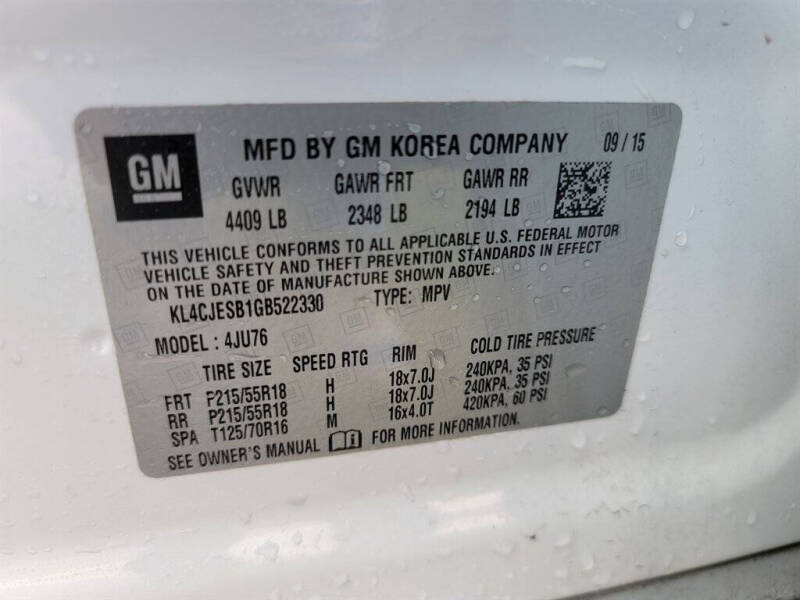 GM MFD BY GM KOREA COMPANY 09 / 15
GVWR GAWR FRT GAWR RR
4409 LB 2348 LB 2194 LB
THIS VEHICLE CONFORMS TO ALL APPLICABLE U.S. FEDERAL MOTOR
VEHICLE SAFETY AND THEFT PREVENTION STANDARDS IN EFFECT
ON THE DATE OF MANUFACTURE SHOWN ABOVE.
KL4CJESB1GB522330 TYPE: MPV
MODEL : 4JU76
TIRE SIZE SPEED RTG RIM COLD TIRE PRESSURE
FRT P215/55R18 H 18x7.0J 240KPA, 35 PSI
RR P215/55R18 H 18x7.0J 240KPA, 35 PSI
SPA T125/70R16 M 16x4.0T 420KPA, 60 PSI
SEE OWNER'S MANUAL FOR MORE INFORMATION.